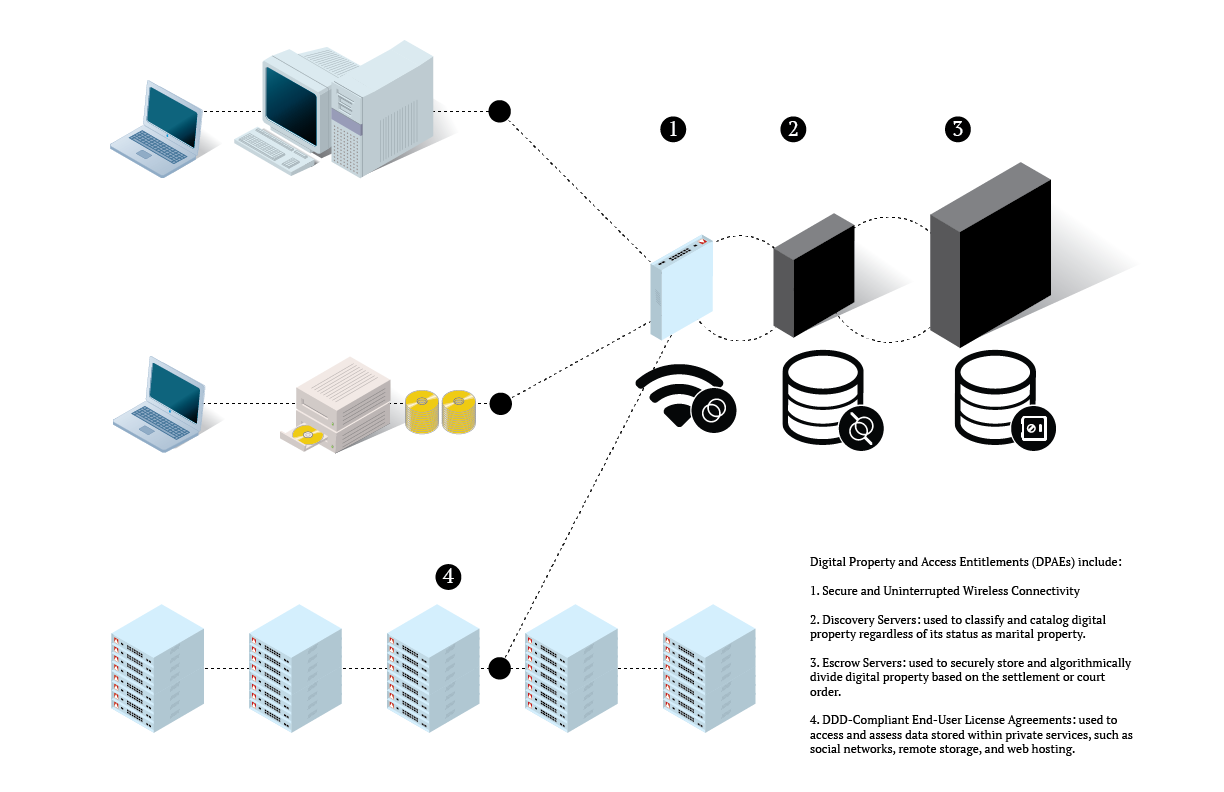 1
2
3
4
Digital Property and Access Entitlements (DPAEs) include:
1. Secure and Uninterrupted Wireless Connectivity
2. Discovery Servers: used to classify and catalog digital
property regardless of its status as marital property.
3. Escrow Servers: used to securely store and algorithmically
divide digital property based on the settlement or court
order.
4. DDD-Compliant End-User License Agreements: used to
access and assess data stored within private services, such as
social networks, remote storage, and web hosting.